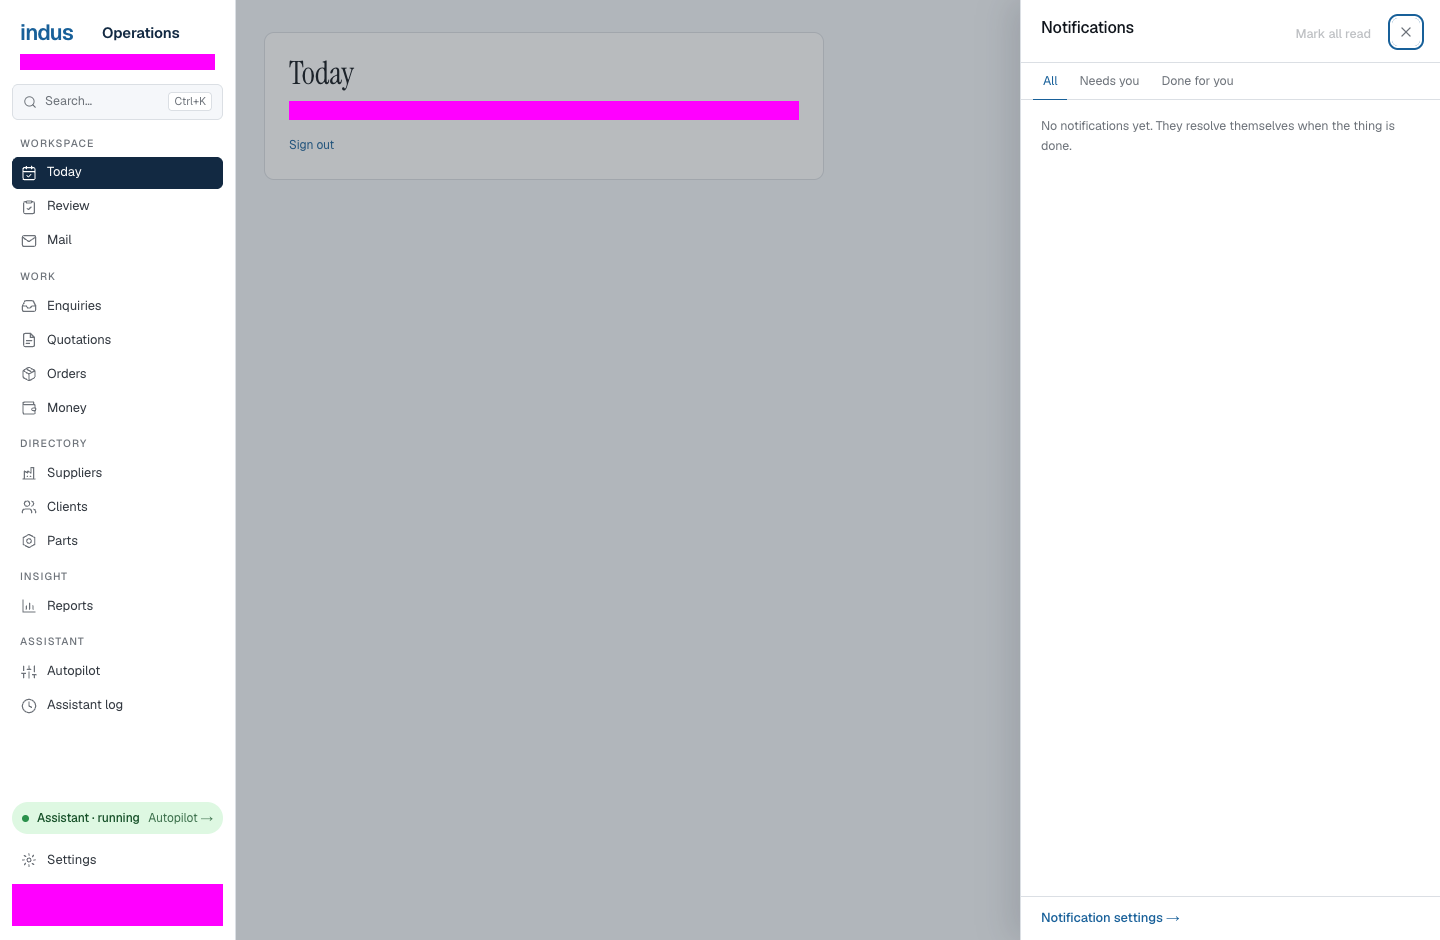 indus Operations
Search... Ctrl+K
WORKSPACE
Today
Review
Mail
WORK
Enquiries
Quotations
Orders
Money
DIRECTORY
Suppliers
Clients
Parts
INSIGHT
Reports
ASSISTANT
Autopilot
Assistant log
Assistant · running Autopilot →
Settings
Today
Sign out
Notifications
Mark all read
All Needs you Done for you
No notifications yet. They resolve themselves when the thing is
done.
Notification settings →